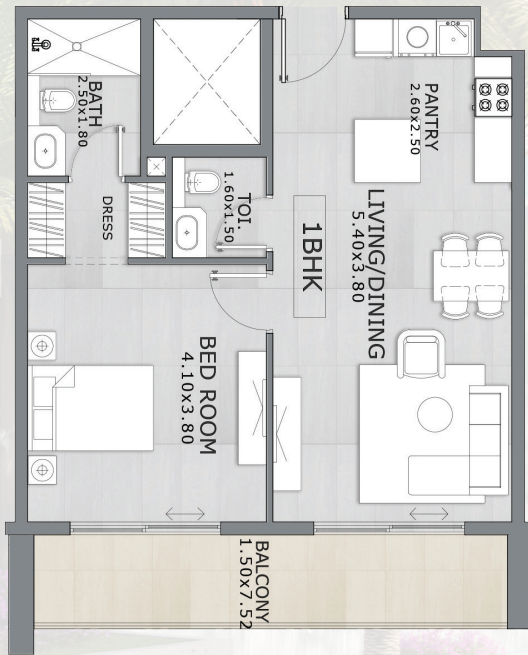 BATH
2.50x1.80
PANTRY
2.60x2.50
DRESS
TOI.
1.60x1.50
1BHK
LIVING/DINING
5.40x3.80
BED ROOM
4.10x3.80
BALCONY
1.50x7.52